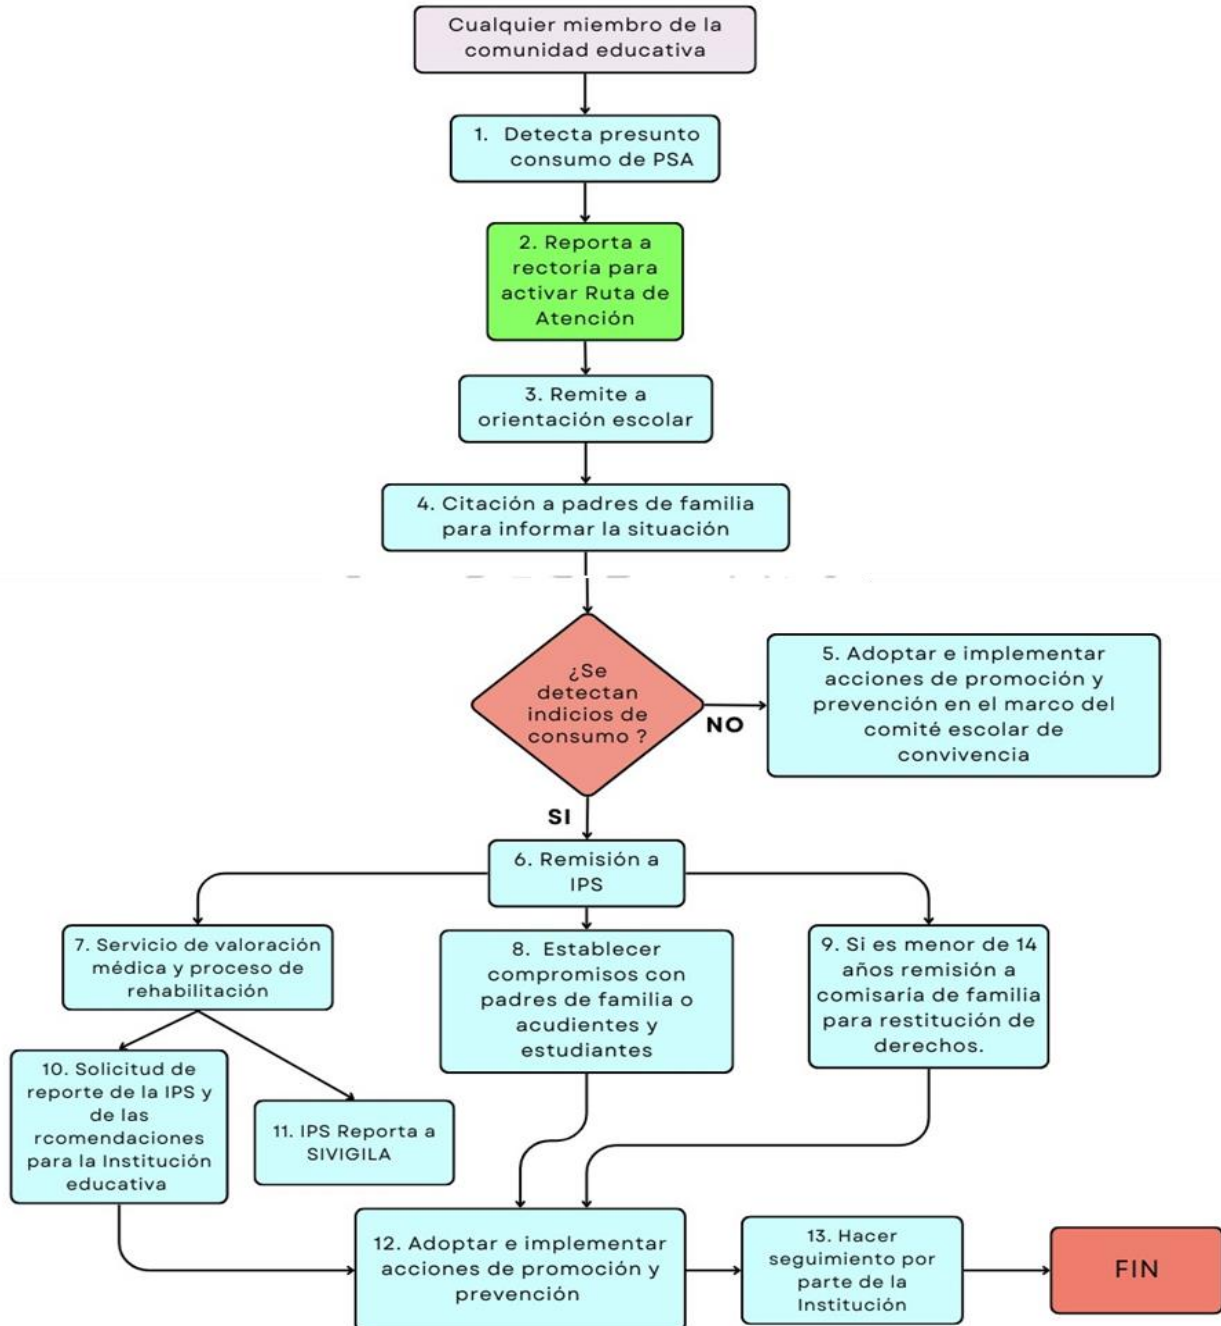 Cualquier miembro de la
comunidad educativa
1. Detecta presunto
consumo de PSA
2. Reporta a
rectoría para
activar Ruta de
Atención
3. Remite a
orientación escolar
4. Citación a padres de familia
para informar la situación
¿Se
detectan
indicios de
consumo ?
NO
5. Adoptar e implementar
acciones de promoción y
prevención en el marco del
comité escolar de
convivencia
SI
6. Remisión a
IPS
7. Servicio de valoración
médica y proceso de
rehabilitación
8. Establecer
compromisos con
padres de familia o
acudientes y
estudiantes
9. Si es menor de 14
años remisión a
comisaría de familia
para restitución de
derechos.
10. Solicitud de
reporte de la IPS y
de las
rcomendaciones
para la Institución
educativa
11. IPS Reporta a
SIVIGILA
12. Adoptar e implementar
acciones de promoción y
prevención
13. Hacer
seguimiento por
parte de la
Institución
FIN